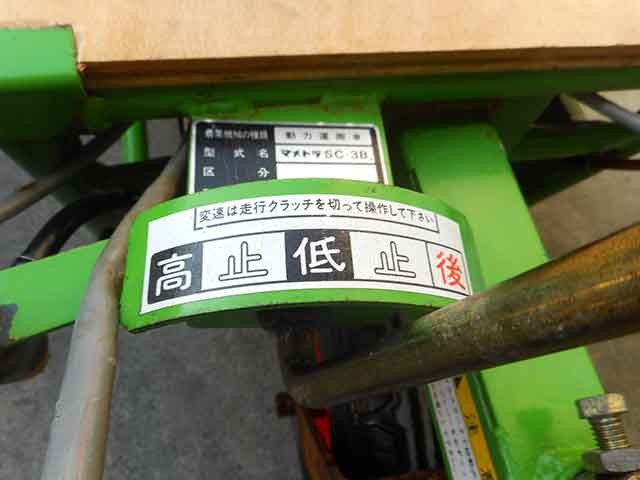 農業機械の種類 動力運搬車
型式名 マメトラSC-3B
区分
変速は走行クラッチを切って操作して下さい
高 止 低 止 後